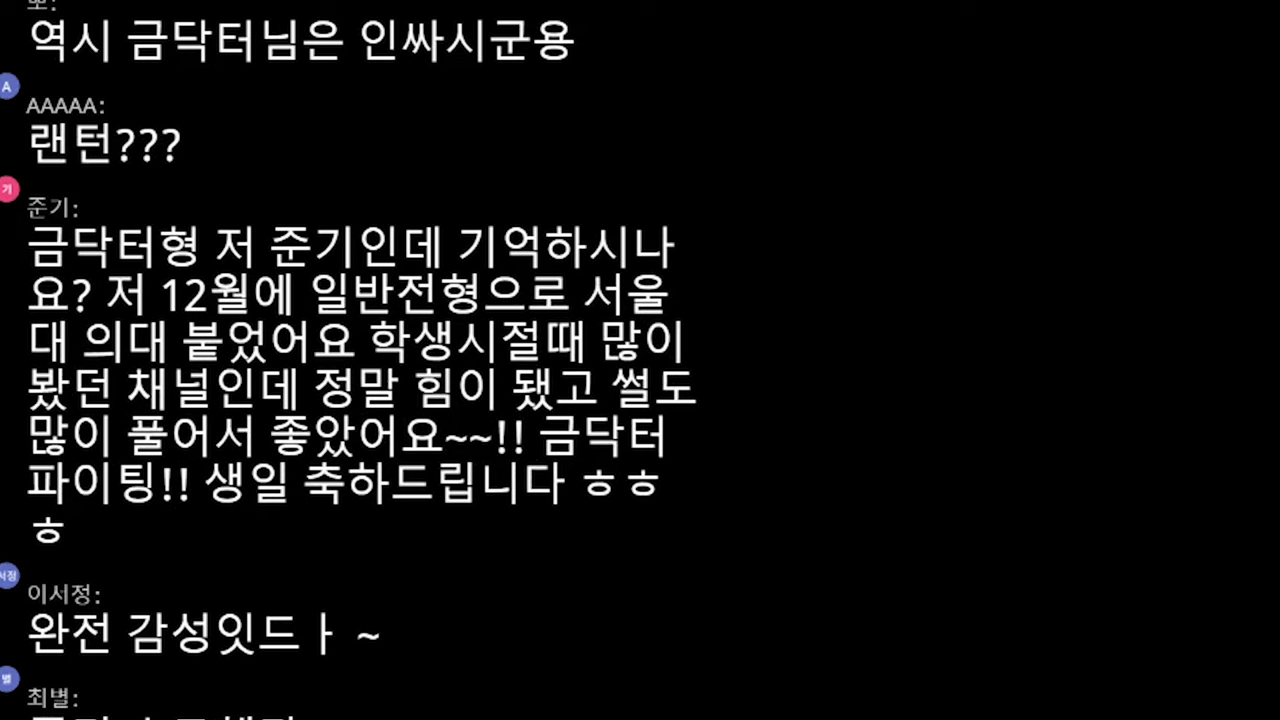 뽀:
역시 금닥터님은 인싸시군용
A
AAAAA:
랜턴???
기
준기:
금닥터형 저 준기인데 기억하시나
요? 저 12월에 일반전형으로 서울
대 의대 붙었어요 학생시절때 많이
봤던 채널인데 정말 힘이 됐고 썰도
많이 풀어서 좋았어요~~!! 금닥터
파이팅!! 생일 축하드립니다 ㅎㅎ
ㅎ
서정
이서정:
완전 감성잇드ㅏ ~
별
최별: